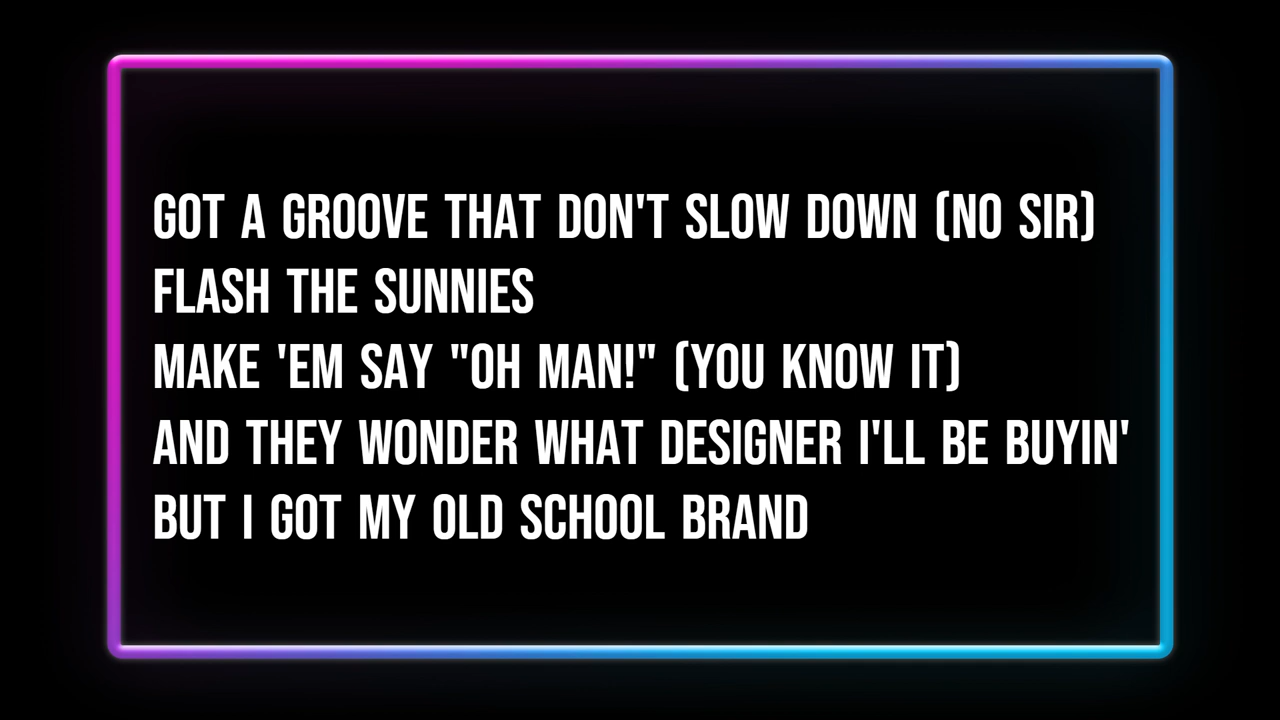 GOT A GROOVE THAT DON'T SLOW DOWN (NO SIR)
FLASH THE SUNNIES
MAKE 'EM SAY "OH MAN!" (YOU KNOW IT)
AND THEY WONDER WHAT DESIGNER I'LL BE BUYIN'
BUT I GOT MY OLD SCHOOL BRAND